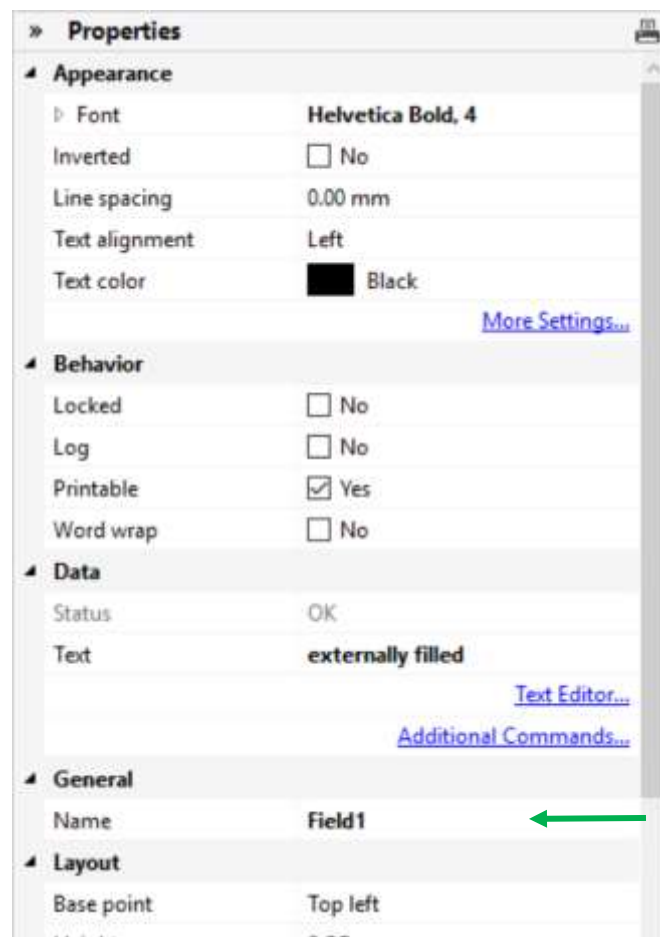 » Properties
Appearance
Font Helvetica Bold, 4
Inverted No
Line spacing 0.00 mm
Text alignment Left
Text color Black
More Settings...
Behavior
Locked No
Log No
Printable Yes
Word wrap No
Data
Status OK
Text externally filled
Text Editor...
Additional Commands...
General
Name Field1
Layout
Base point Top left